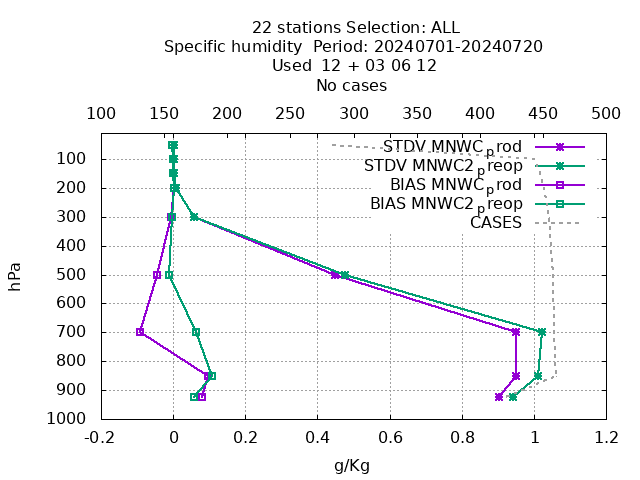 22 stations Selection: ALL
Specific humidity  Period: 20240701-20240720
Used  12 + 03 06 12
No cases
100 150 200 250 300 350 400 450 500
STDV MNWC_prod
STDV MNWC2_preop
BIAS MNWC_prod
BIAS MNWC2_preop
CASES
hPa
100
200
300
400
500
600
700
800
900
1000
-0.2 0 0.2 0.4 0.6 0.8 1 1.2
g/Kg